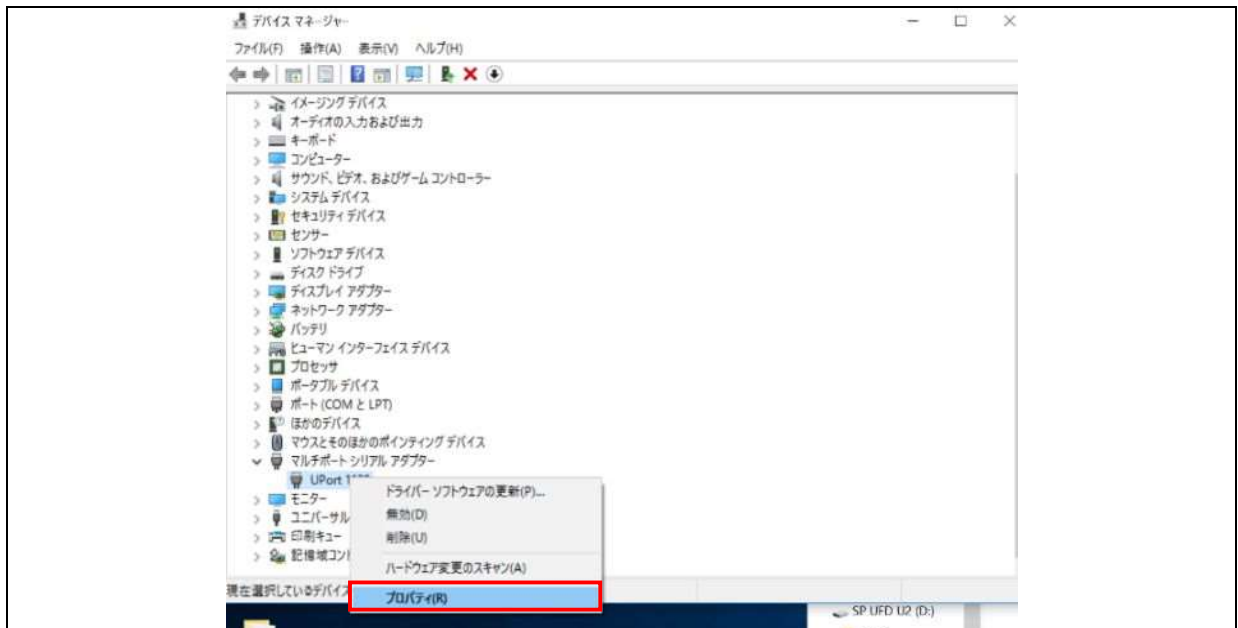 デバイス マネージャー
ファイル(F) 操作(A) 表示(V) ヘルプ(H)
イメージング デバイス
オーディオの入力および出力
キーボード
コンピューター
サウンド、ビデオ、およびゲーム コントローラー
システム デバイス
セキュリティ デバイス
センサー
ソフトウェア デバイス
ディスク ドライブ
ディスプレイ アダプター
ネットワーク アダプター
バッテリ
ヒューマン インターフェイス デバイス
プロセッサ
ポータブル デバイス
ポート (COM と LPT)
ほかのデバイス
マウスとそのほかのポインティング デバイス
マルチポート シリアル アダプター
UPort
モニター
ユニバーサル
印刷キュー
記憶域コン
現在選択しているデバイス
ドライバー ソフトウェアの更新(P)...
無効(D)
削除(U)
ハードウェア変更のスキャン(A)
プロパティ(R)
SP UFD U2 (D:)